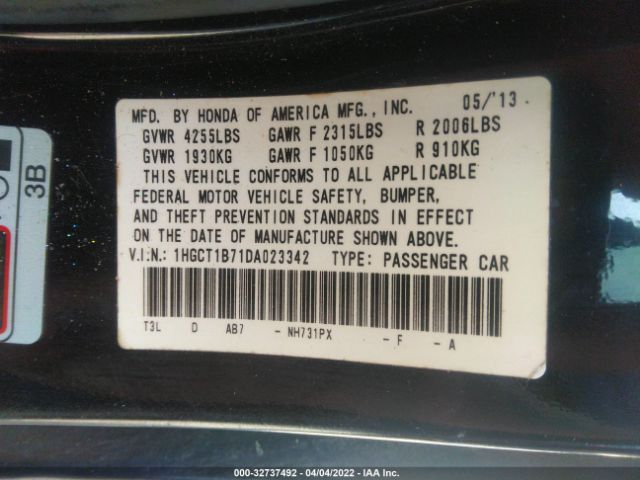 MFD. BY HONDA OF AMERICA MFG., INC. 05/'13
GVWR 4255LBS GAWR F 2315LBS R 2006LBS
GVWR 1930KG GAWR F 1050KG R 910KG
THIS VEHICLE CONFORMS TO ALL APPLICABLE
FEDERAL MOTOR VEHICLE SAFETY, BUMPER,
AND THEFT PREVENTION STANDARDS IN EFFECT
ON THE DATE OF MANUFACTURE SHOWN ABOVE.
V.I.N.: 1HGCT1B71DA023342 TYPE: PASSENGER CAR
T3L D AB7 - NH731PX - F - A
3B
000-32737492 - 04/04/2022 - IAA Inc.